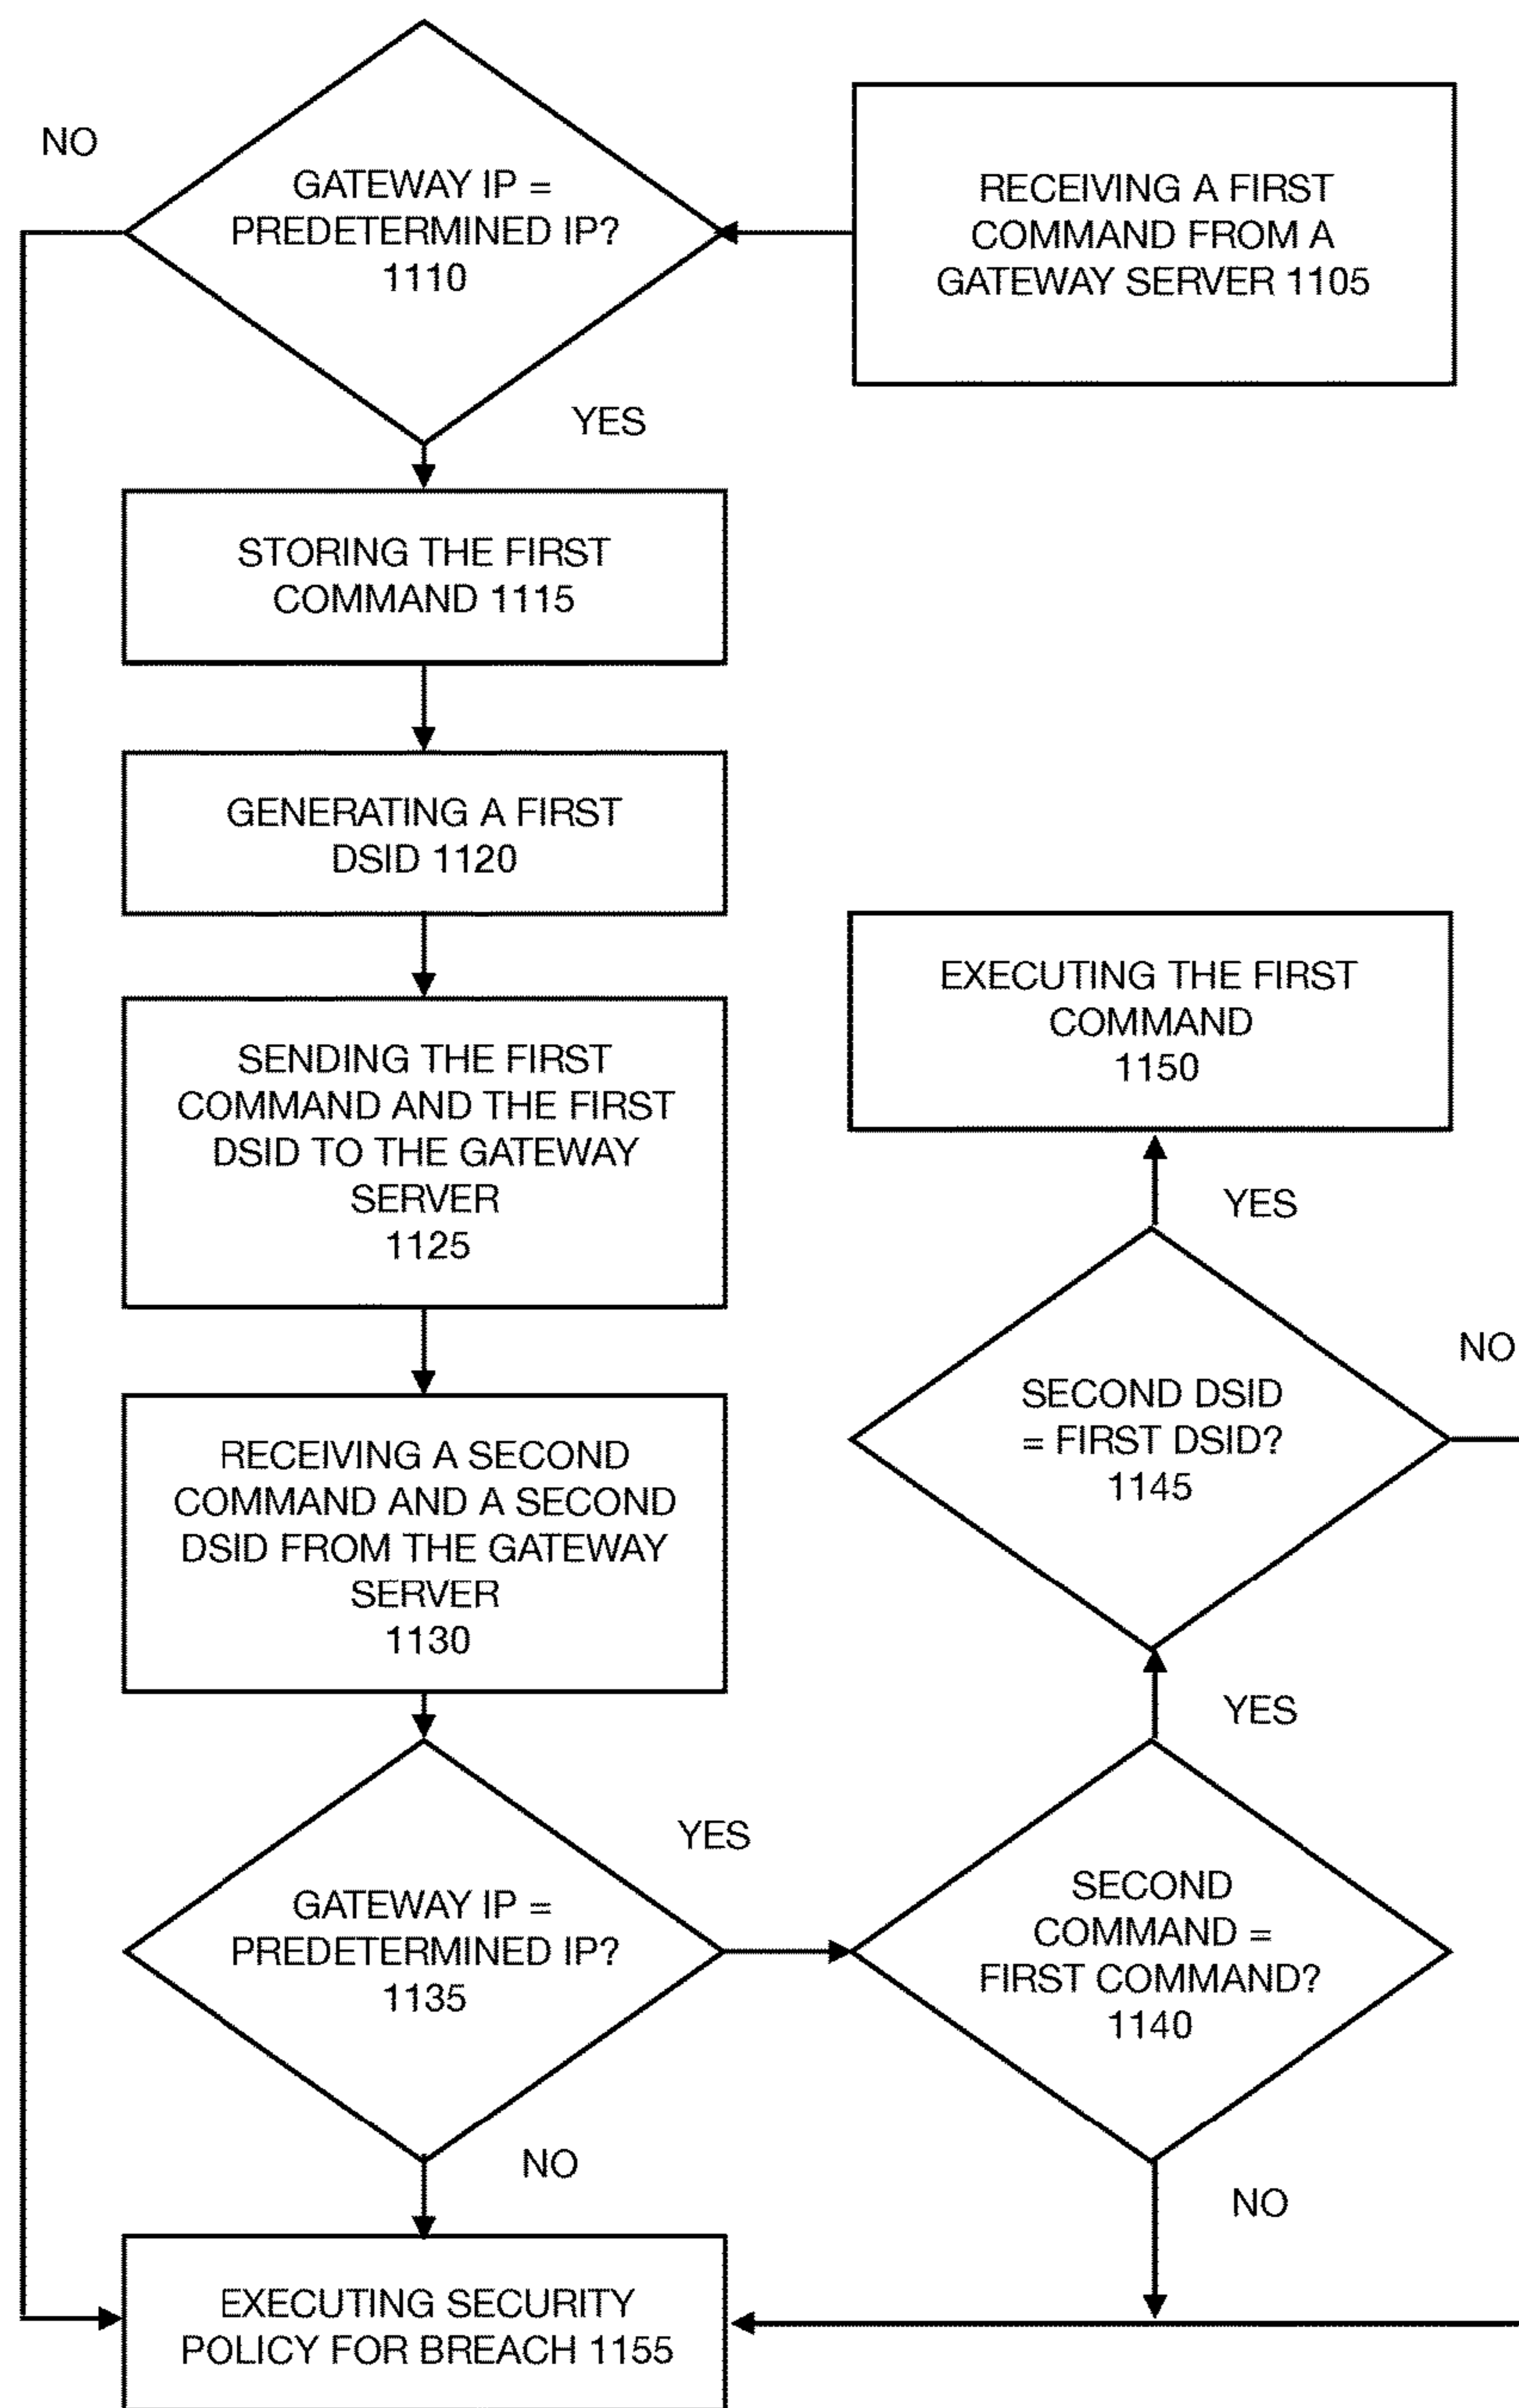 RECEIVING A FIRST
COMMAND FROM A
GATEWAY SERVER 1105
NO
GATEWAY IP =
PREDETERMINED IP?
1110
YES
STORING THE FIRST
COMMAND 1115
GENERATING A FIRST
DSID 1120
SENDING THE FIRST
COMMAND AND THE FIRST
DSID TO THE GATEWAY
SERVER
1125
RECEIVING A SECOND
COMMAND AND A SECOND
DSID FROM THE GATEWAY
SERVER
1130
GATEWAY IP =
PREDETERMINED IP?
1135
YES
NO
SECOND
COMMAND =
FIRST COMMAND?
1140
YES
NO
SECOND DSID
= FIRST DSID?
1145
YES
NO
EXECUTING THE FIRST
COMMAND
1150
EXECUTING SECURITY
POLICY FOR BREACH 1155